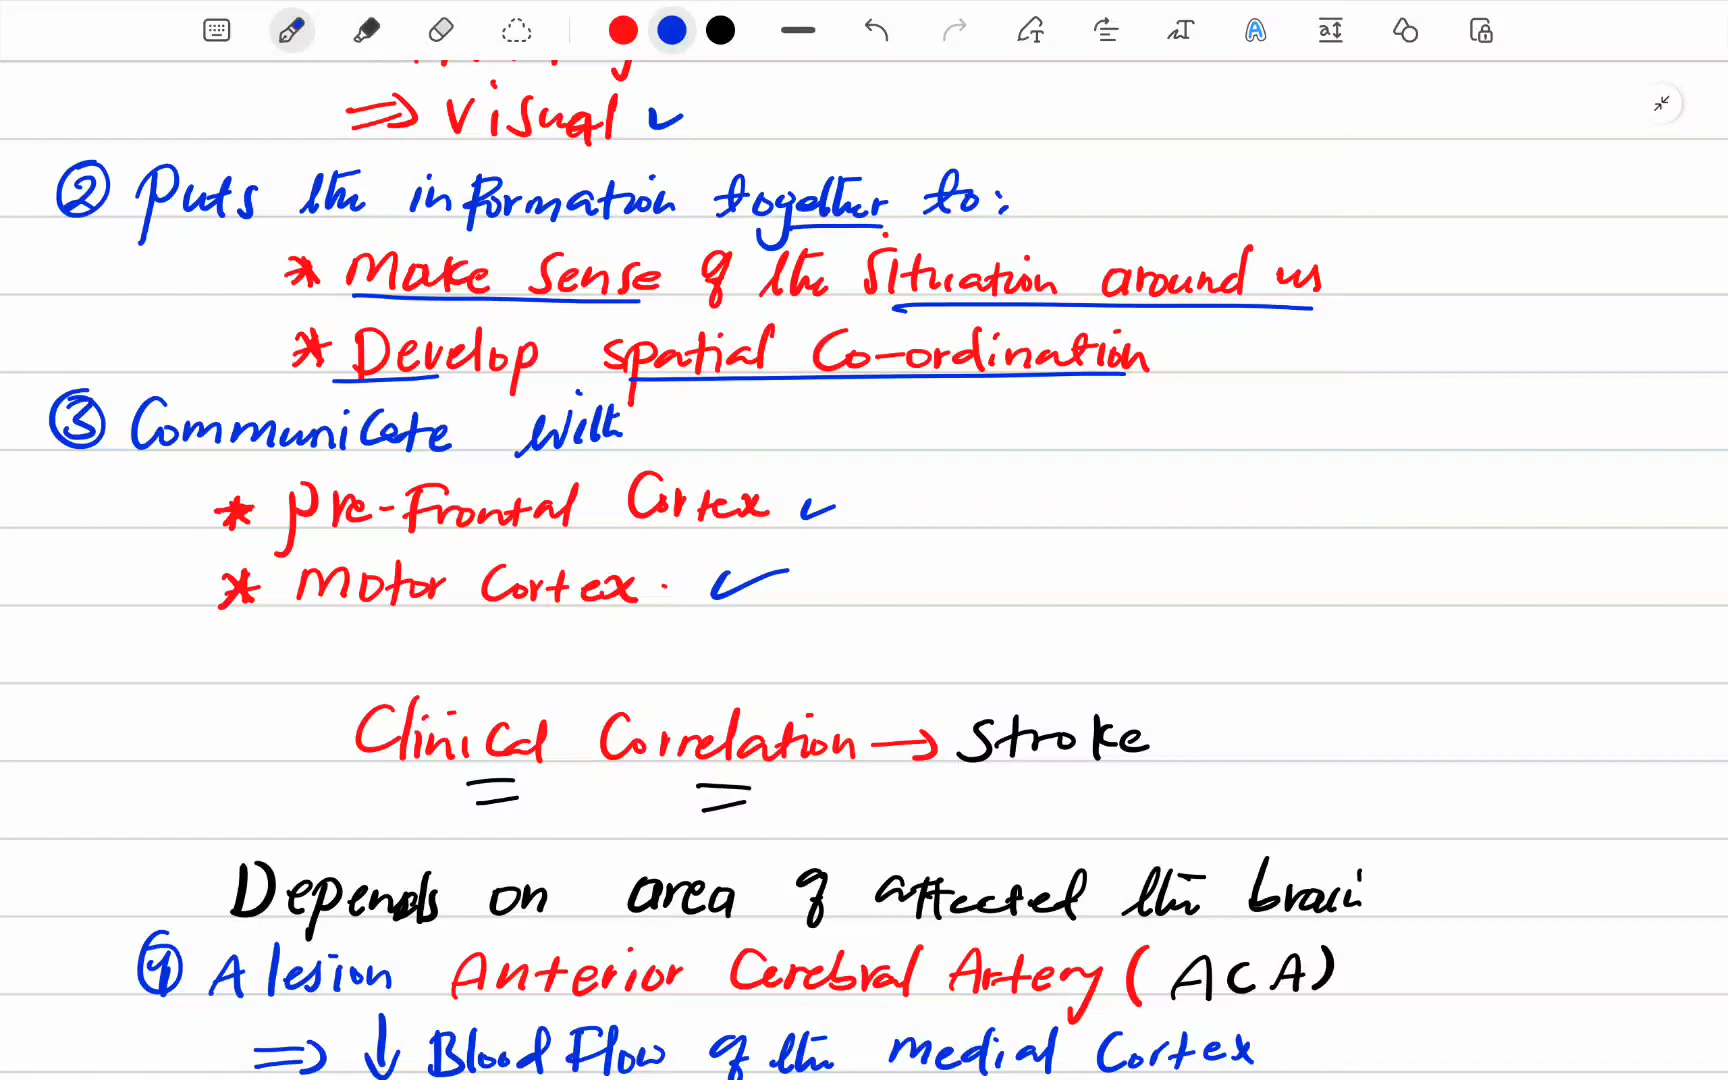 ⇒ Visual ✓
② Puts the information together to:
* Make Sense of the Situation around us
* Develop spatial Co-ordination
③ Communicate with
* Pre-Frontal Cortex ✓
* Motor Cortex. ✓
Clinical Correlation → Stroke
Depends on area of affected the brain
① A lesion Anterior Cerebral Artery (ACA)
⇒ ↓ Blood Flow of the medial Cortex